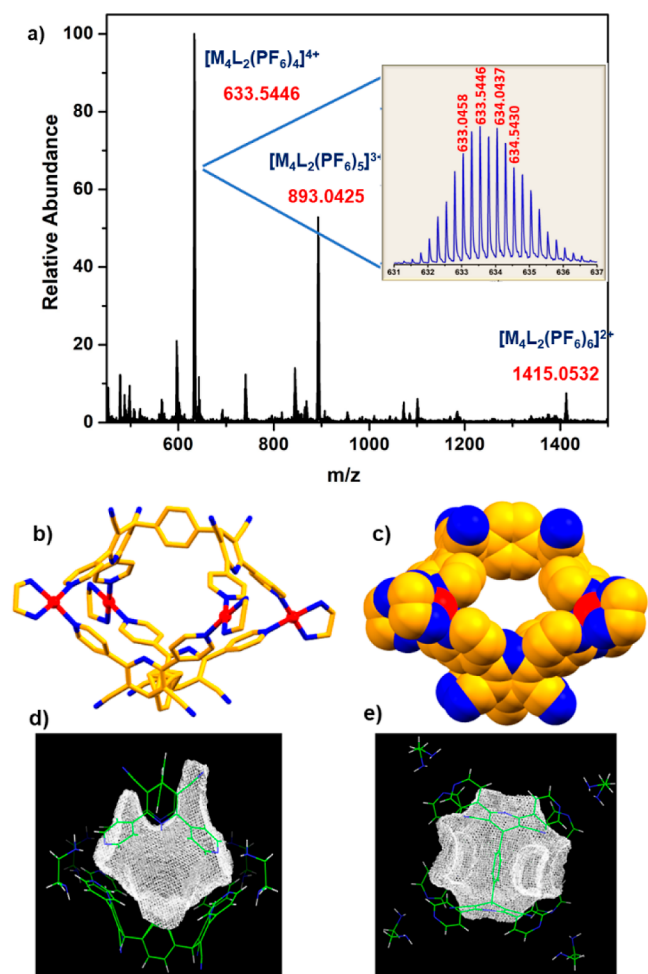 a)
100
80
60
40
20
0
Relative Abundance
[M4L2(PF6)4]4+
633.5446
[M4L2(PF6)5]3+
893.0425
633.0458
633.5446
634.0437
634.5430
631 632 633 634 635 636 637
[M4L2(PF6)6]2+
1415.0532
600 800 1000 1200 1400
m/z
b)
c)
d)
e)